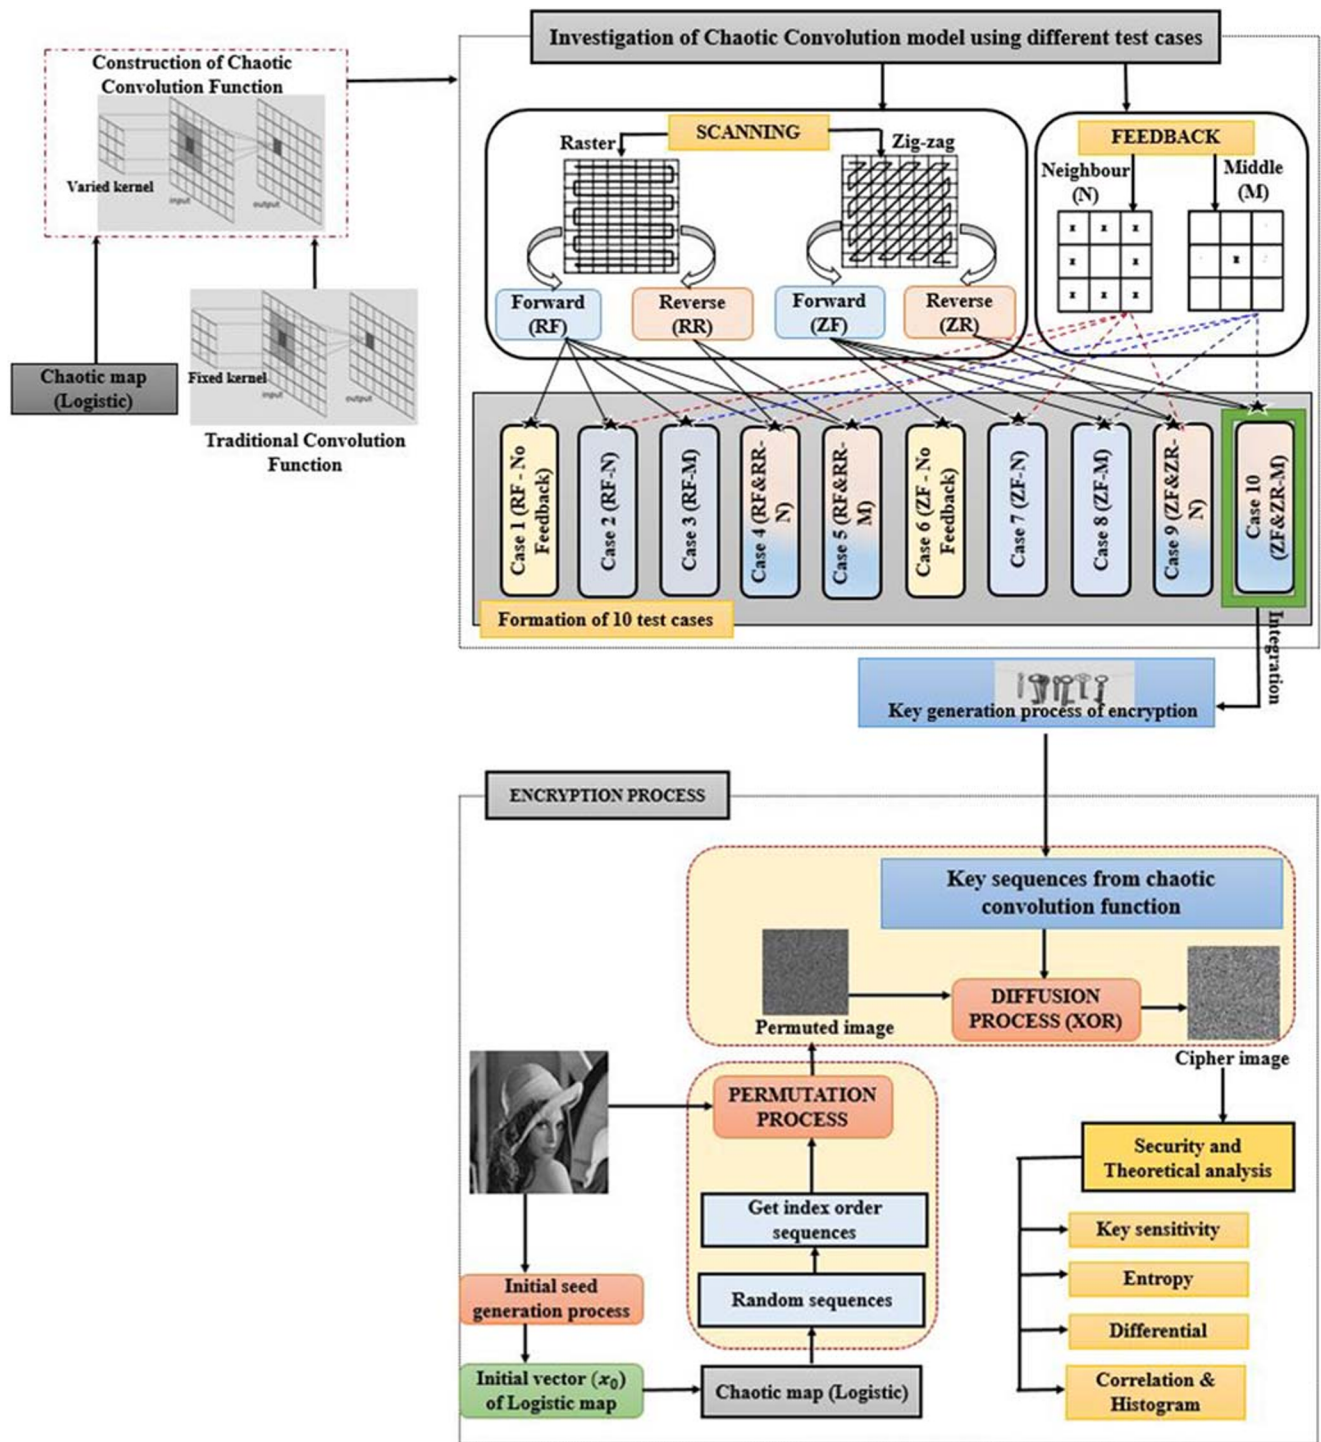 Investigation of Chaotic Convolution model using different test cases
Construction of Chaotic
Convolution Function
Varied kernel
input
output
Fixed kernel
input
output
Chaotic map
(Logistic)
Traditional Convolution
Function
SCANNING
Raster
Zig-zag
Forward
(RF)
Reverse
(RR)
Forward
(ZF)
Reverse
(ZR)
FEEDBACK
Neighbour
(N)
Middle
(M)
x x x
x x
x x x
x
Case 1 (RF - No
Feedback)
Case 2 (RF-N)
Case 3 (RF-M)
Case 4 (RF&RR-
N)
Case 5 (RF&RR-
M)
Case 6 (ZF - No
Feedback)
Case 7 (ZF-N)
Case 8 (ZF-M)
Case 9 (ZF&ZR-
N)
Case 10
(ZF&ZR-M)
Formation of 10 test cases
Integration
Key generation process of encryption
ENCRYPTION PROCESS
Key sequences from chaotic
convolution function
DIFFUSION
PROCESS (XOR)
Permuted image
Cipher image
PERMUTATION
PROCESS
Get index order
sequences
Random sequences
Chaotic map (Logistic)
Initial seed
generation process
Initial vector (x₀)
of Logistic map
Security and
Theoretical analysis
Key sensitivity
Entropy
Differential
Correlation &
Histogram